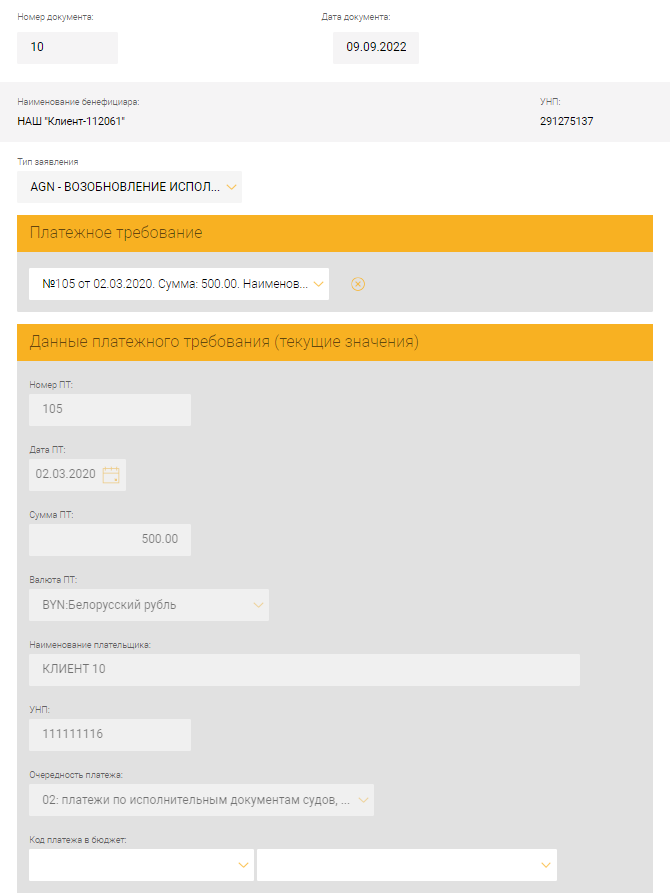 Номер документа:
Дата документа:
10
09.09.2022
Наименование бенефициара:
УНП:
НАШ "Клиент-112061"
291275137
Тип заявления
AGN - ВОЗОБНОВЛЕНИЕ ИСПОЛ...
Платежное требование
№105 от 02.03.2020. Сумма: 500.00. Наименов...
Данные платежного требования (текущие значения)
Номер ПТ:
105
Дата ПТ:
02.03.2020
Сумма ПТ:
500.00
Валюта ПТ:
BYN:Белорусский рубль
Наименование плательщика:
КЛИЕНТ 10
УНП:
111111116
Очередность платежа:
02: платежи по исполнительным документам судов, ...
Код платежа в бюджет: